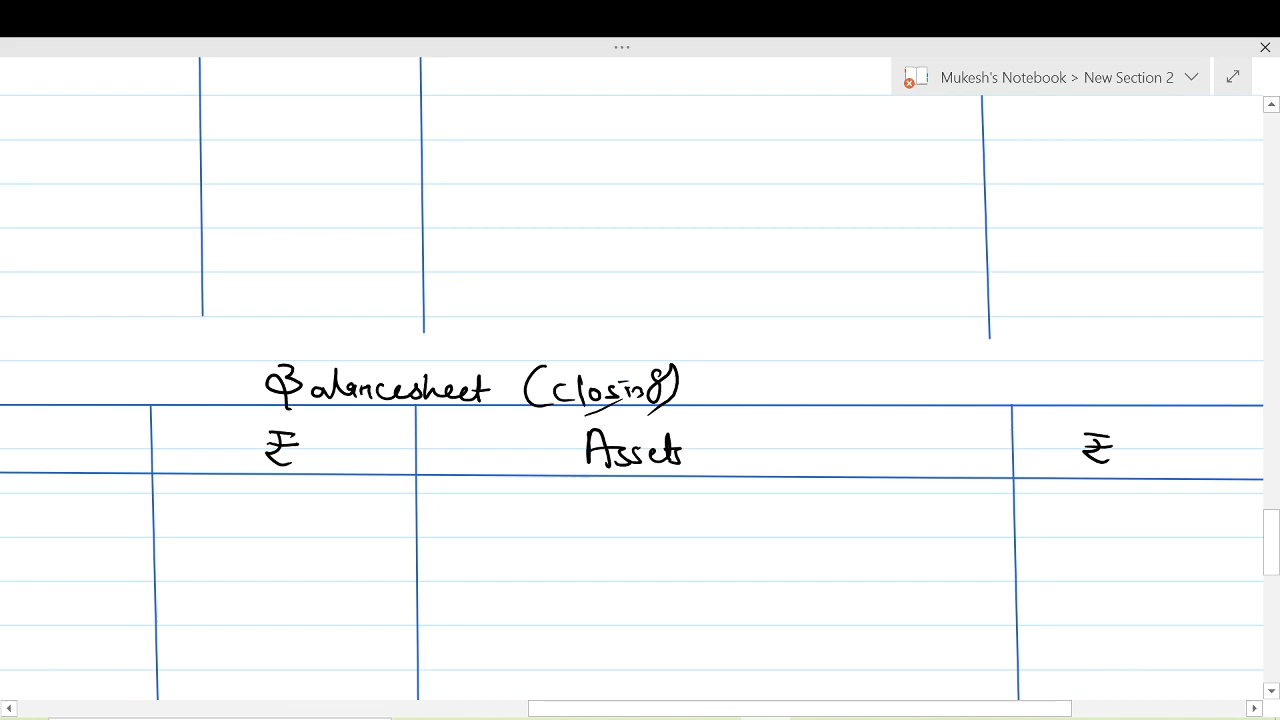 Mukesh's Notebook > New Section 2
Balancesheet (closing)
₹ Assets ₹